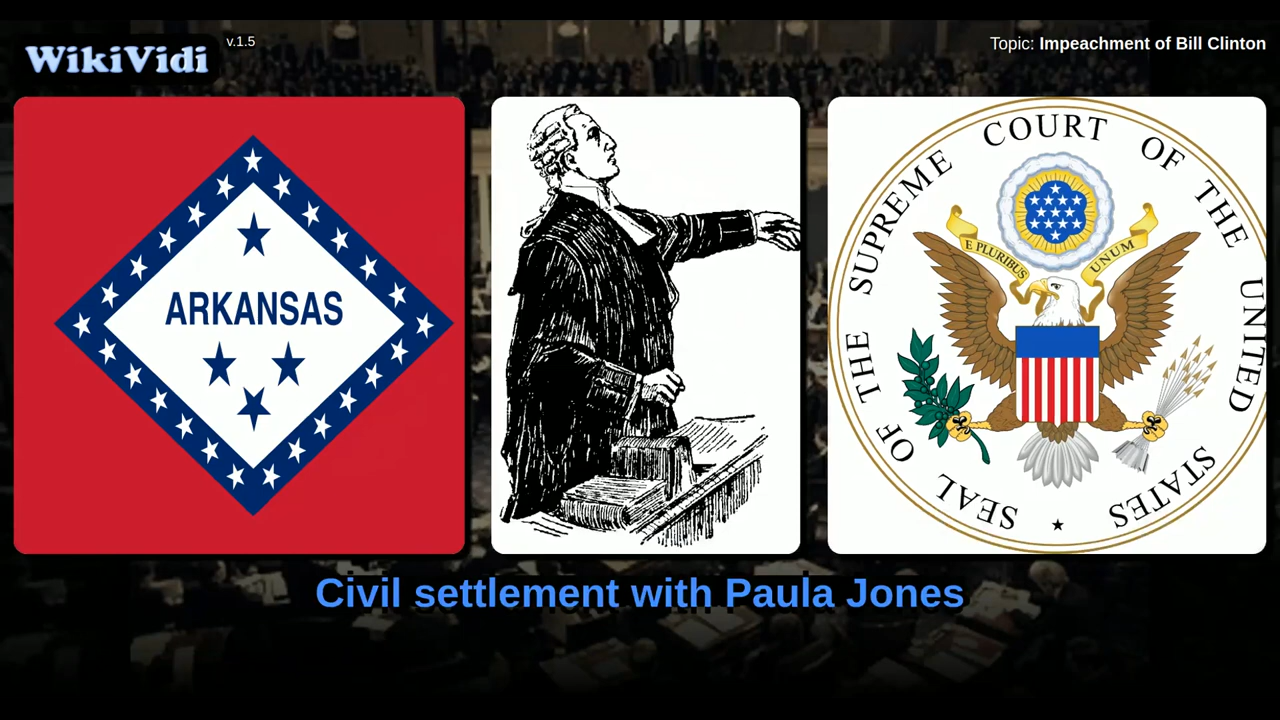 WikiVidi
v.1.5
Topic: Impeachment of Bill Clinton
ARKANSAS
SEAL OF THE SUPREME COURT OF THE UNITED STATES
E PLURIBUS
UNUM
Civil settlement with Paula Jones